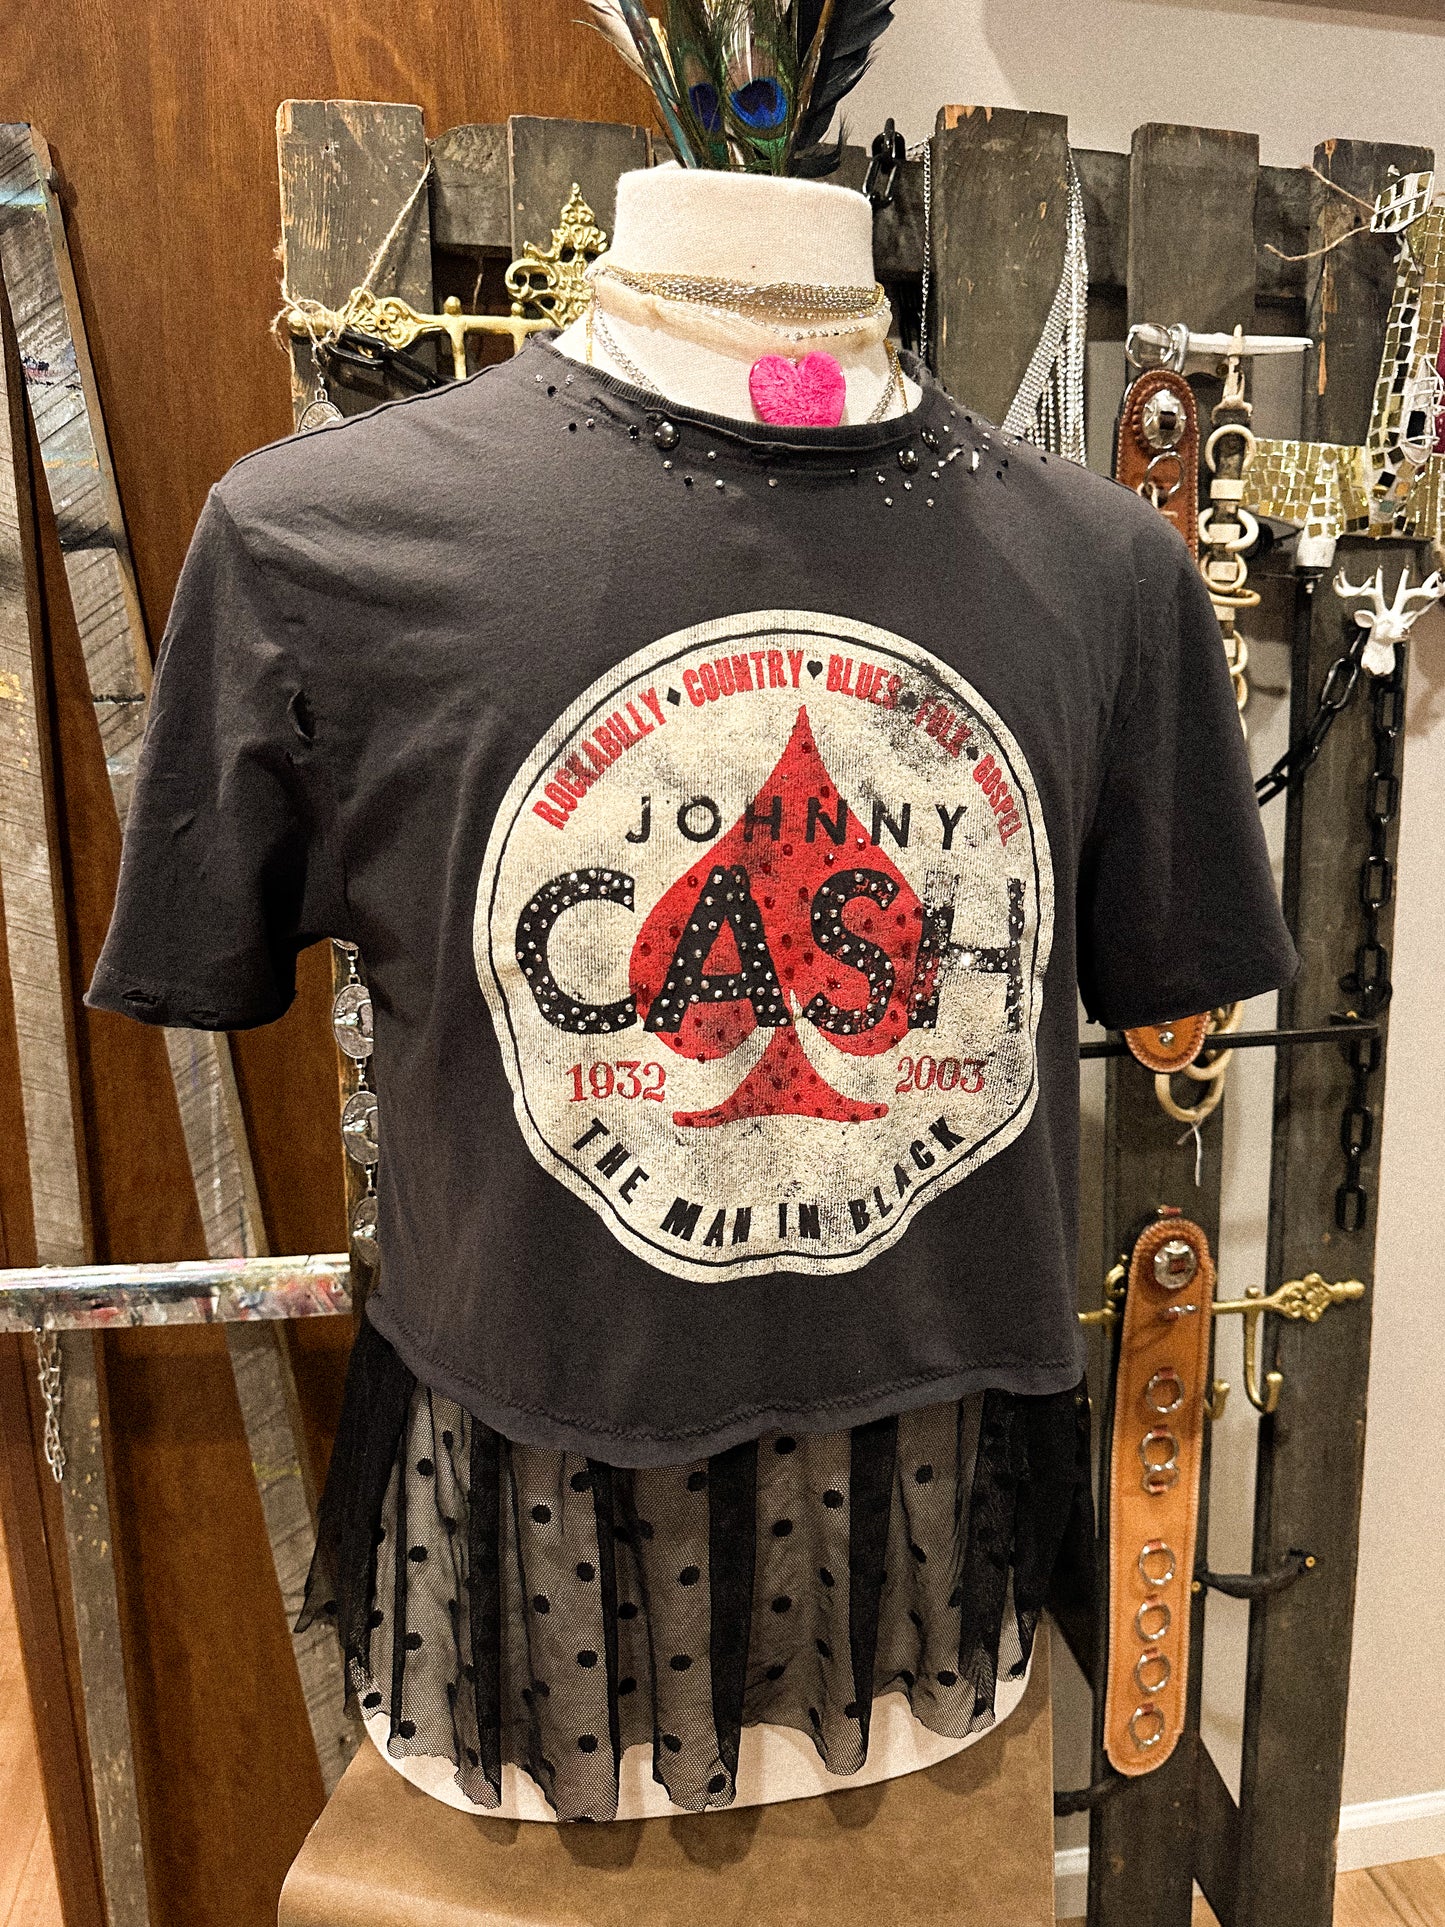 ROCKABILLY♦COUNTRY♥BLUES♣FOLK♠GOSPEL
JOHNNY
CASH
1932 2003
THE MAN IN BLACK